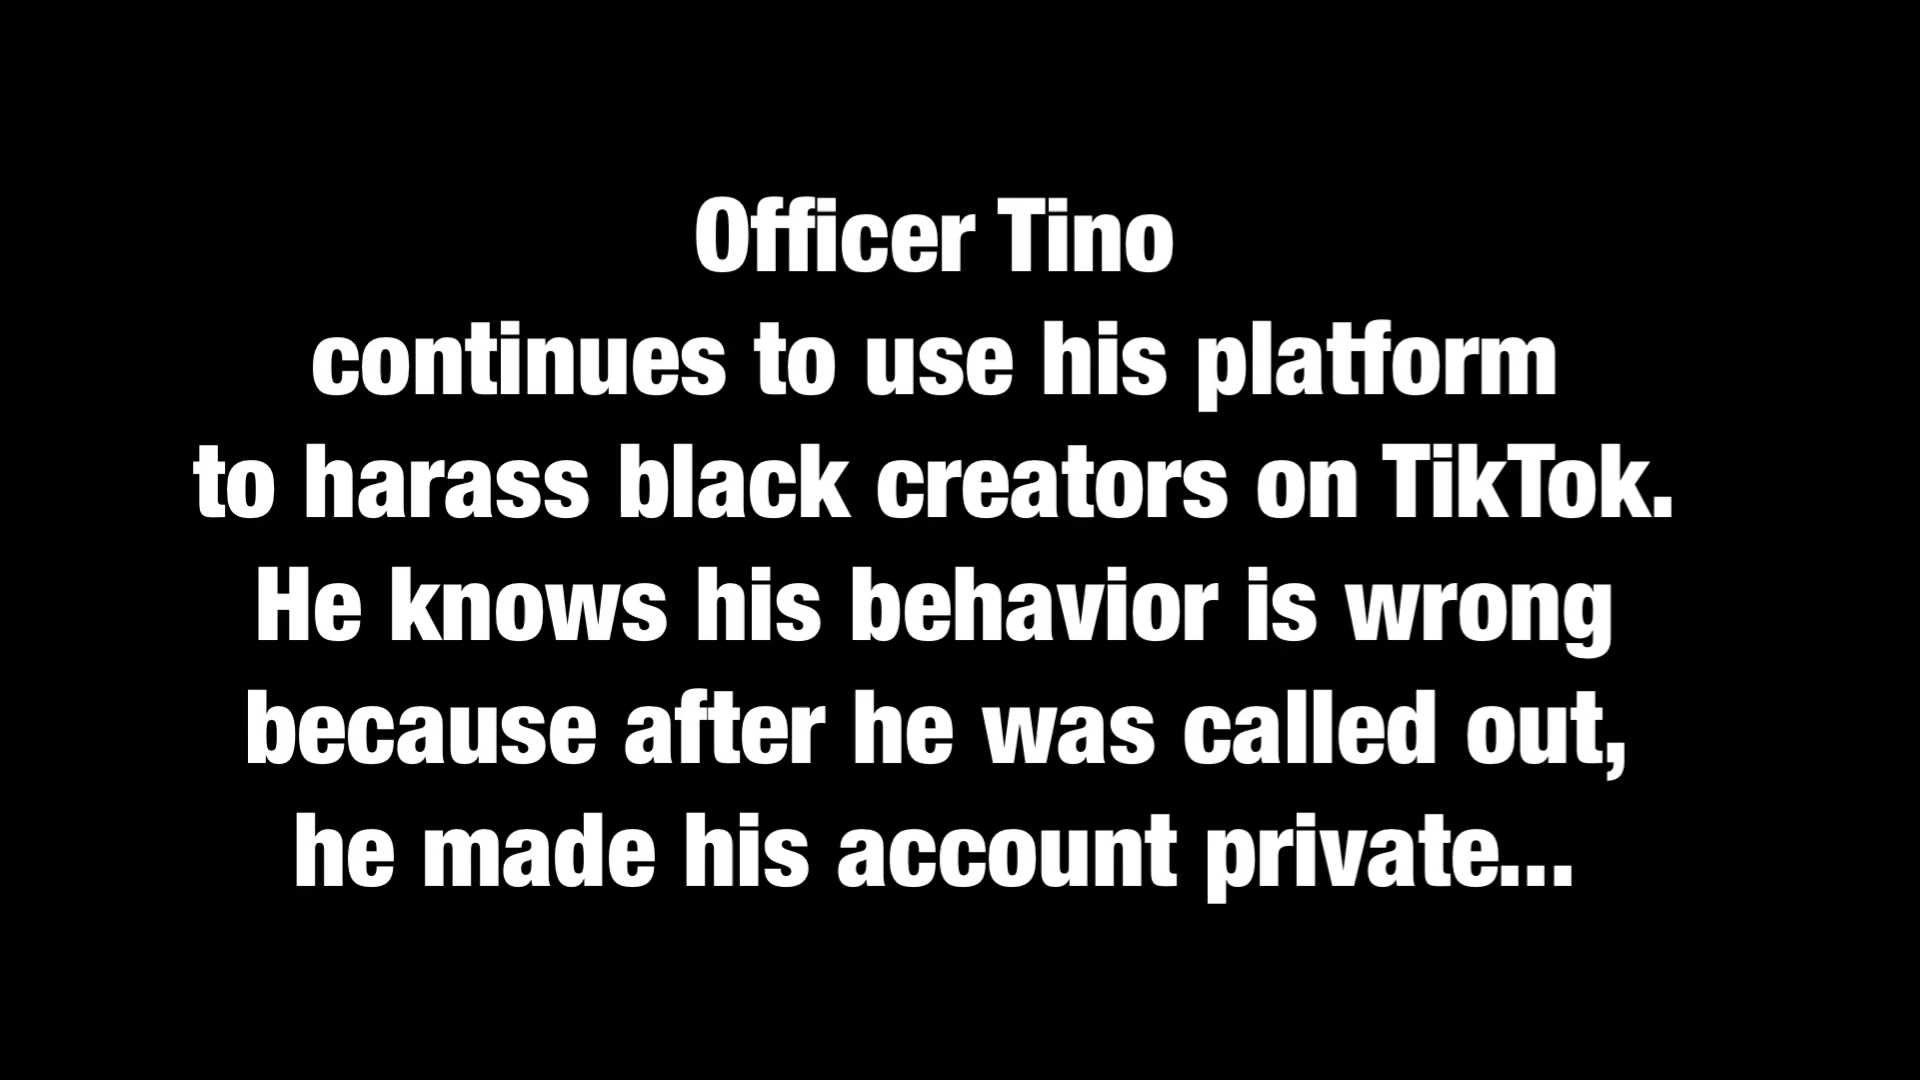 Officer Tino
continues to use his platform
to harass black creators on TikTok.
He knows his behavior is wrong
because after he was called out,
he made his account private...